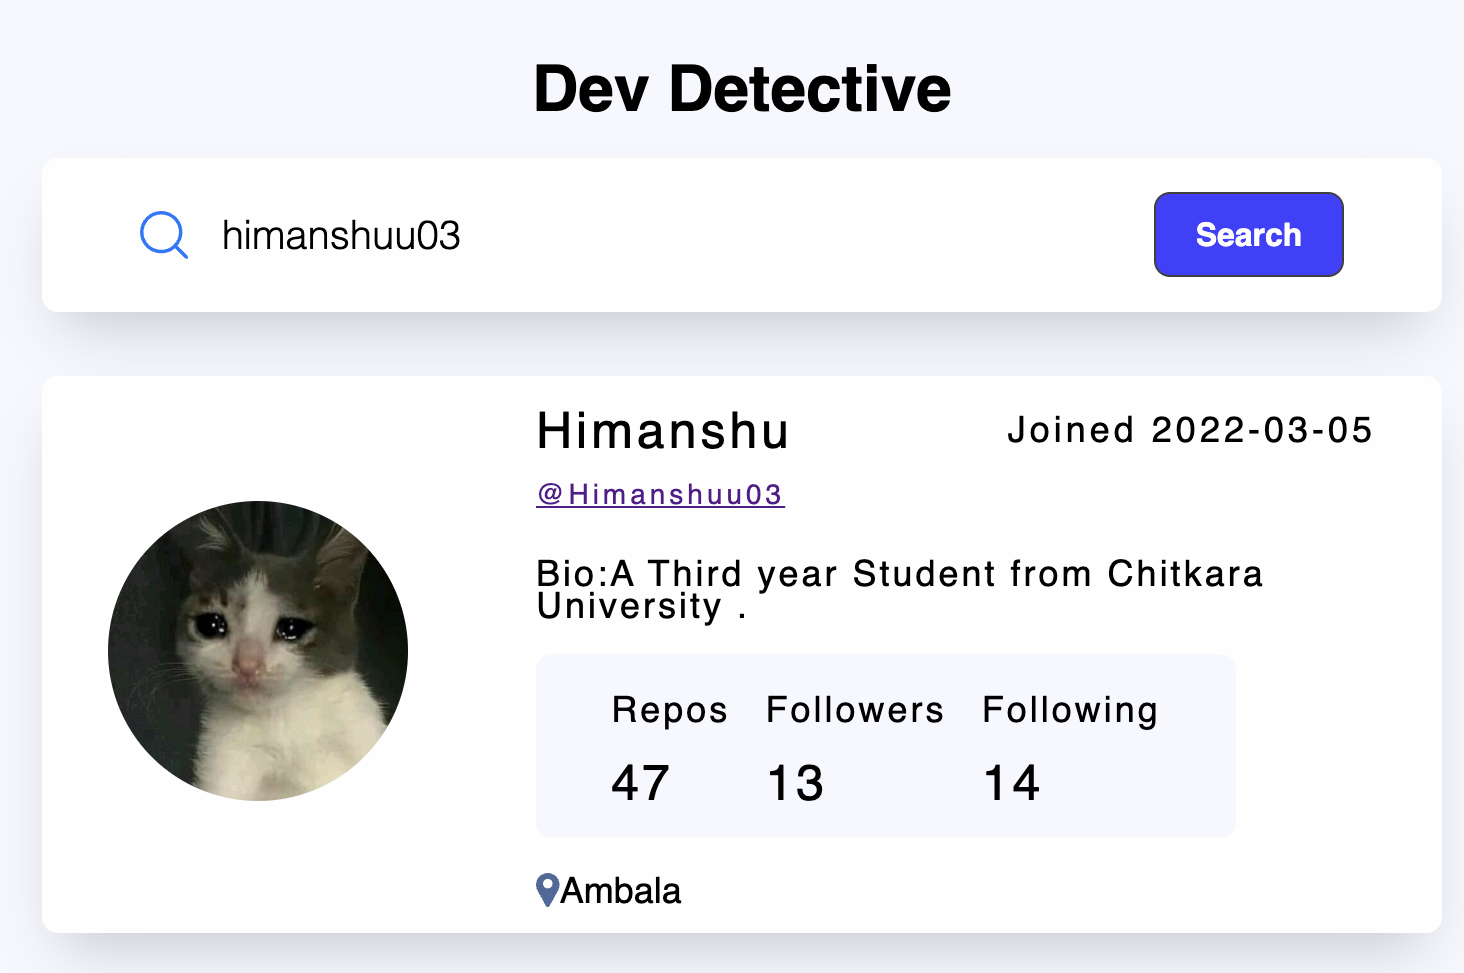 Dev Detective
himanshuu03
Search
Himanshu
Joined 2022-03-05
@Himanshuu03
Bio:A Third year Student from Chitkara
University .
Repos Followers Following
47 13 14
Ambala